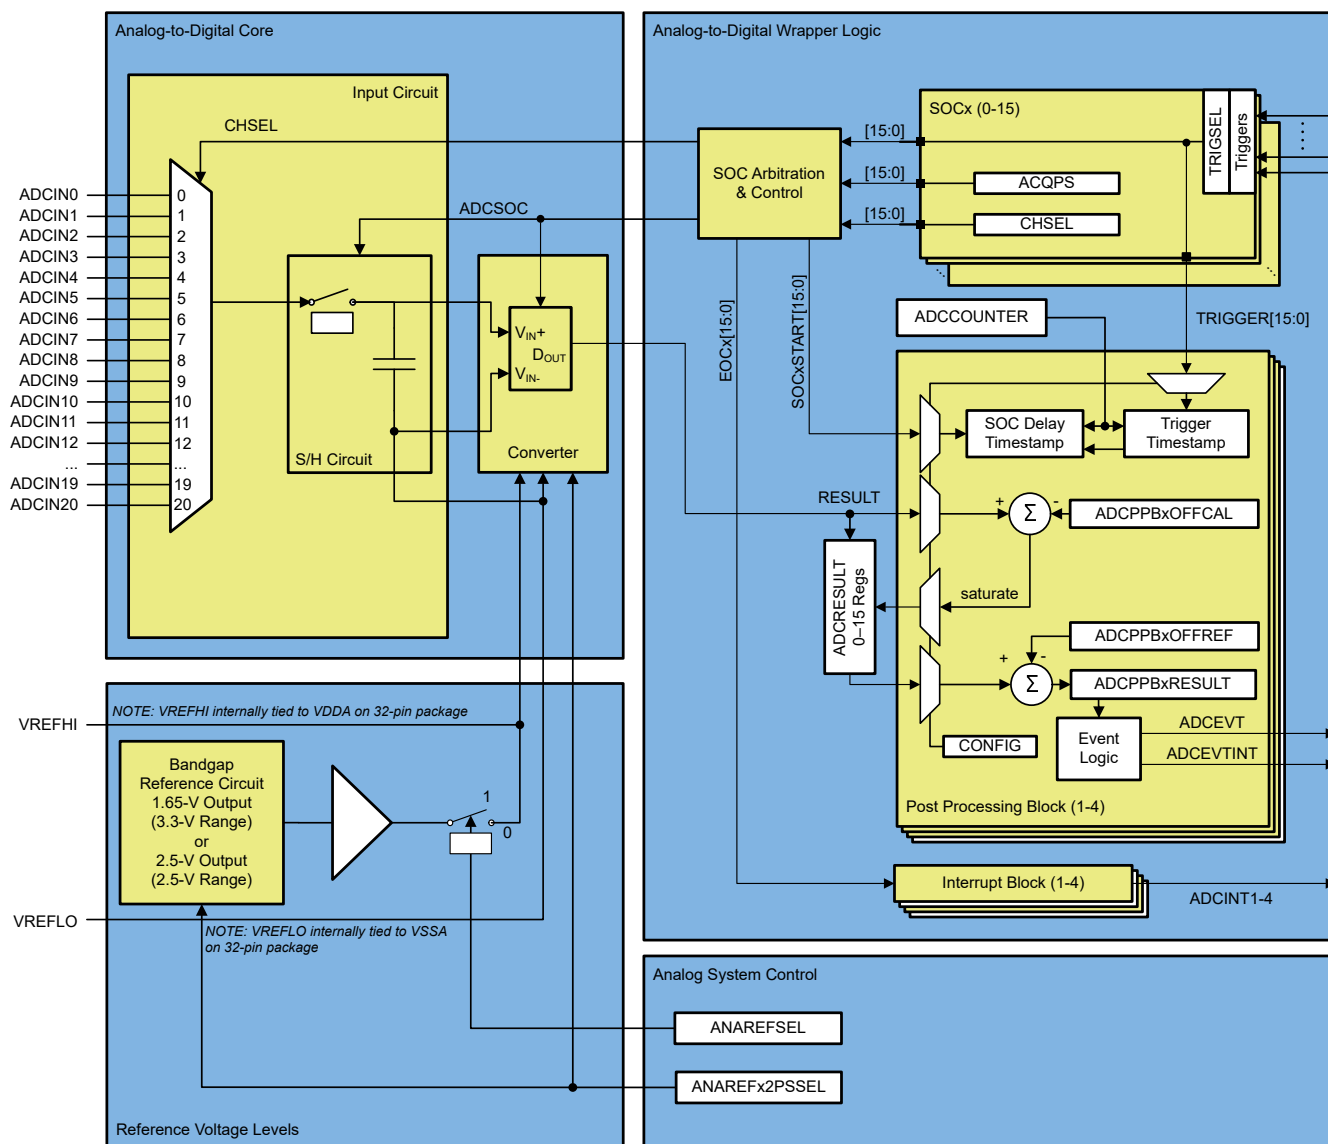 Analog-to-Digital Core
Input Circuit
CHSEL
ADCIN0
ADCIN1
ADCIN2
ADCIN3
ADCIN4
ADCIN5
ADCIN6
ADCIN7
ADCIN8
ADCIN9
ADCIN10
ADCIN11
ADCIN12
...
ADCIN19
ADCIN20
0
1
2
3
4
5
6
7
8
9
10
11
12
...
19
20
ADCSOC
S/H Circuit
VIN+
DOUT
VIN-
Converter
Analog-to-Digital Wrapper Logic
SOC Arbitration
& Control
[15:0]
[15:0]
[15:0]
SOCx (0-15)
ACQPS
CHSEL
TRIGSEL
Triggers
EOCx[15:0]
SOCxSTART[15:0]
ADCCOUNTER
TRIGGER[15:0]
SOC Delay
Timestamp
Trigger
Timestamp
RESULT
+
Σ
-
ADCPPBxOFFCAL
saturate
ADCRESULT
0–15 Regs
ADCPPBxOFFREF
+
-
Σ
ADCPPBxRESULT
CONFIG
Event
Logic
ADCEVT
ADCEVTINT
Post Processing Block (1-4)
Interrupt Block (1-4)
ADCINT1-4
VREFHI
NOTE: VREFHI internally tied to VDDA on 32-pin package
Bandgap
Reference Circuit
1.65-V Output
(3.3-V Range)
or
2.5-V Output
(2.5-V Range)
1
0
VREFLO
NOTE: VREFLO internally tied to VSSA
on 32-pin package
Reference Voltage Levels
Analog System Control
ANAREFSEL
ANAREFx2PSSEL